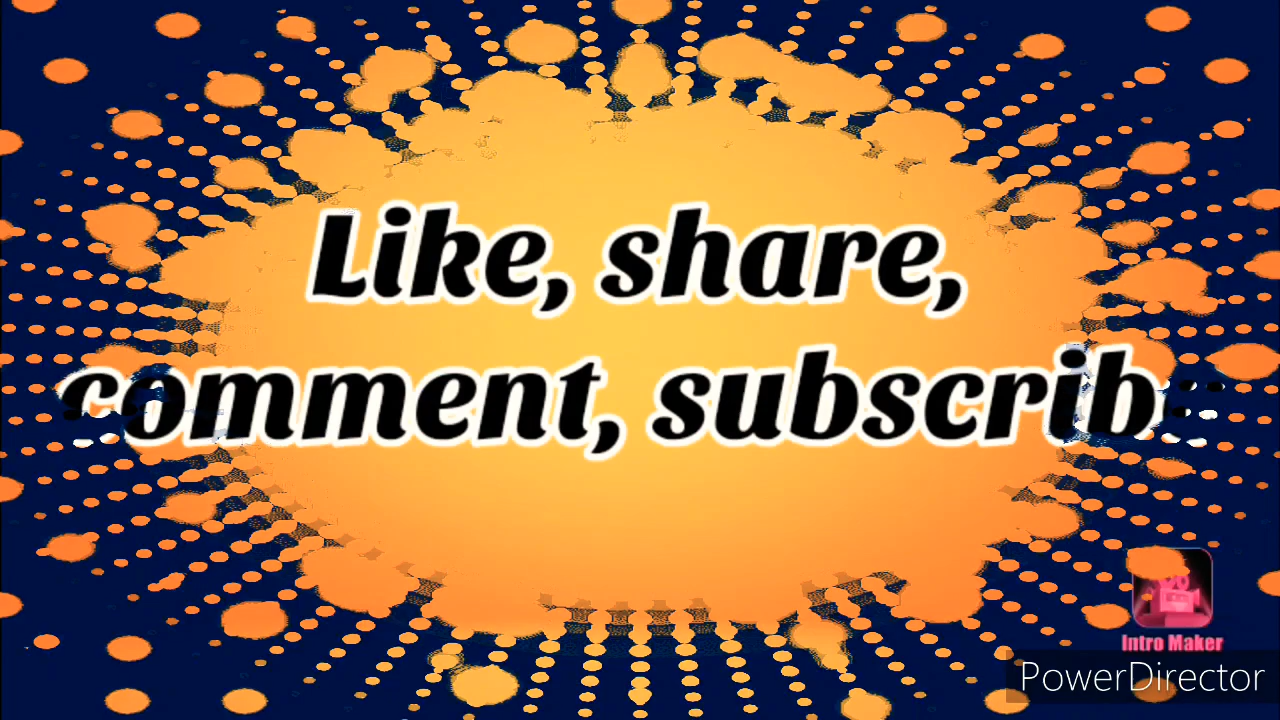 Like, share,
comment, subscrib
Intro Maker
PowerDirector